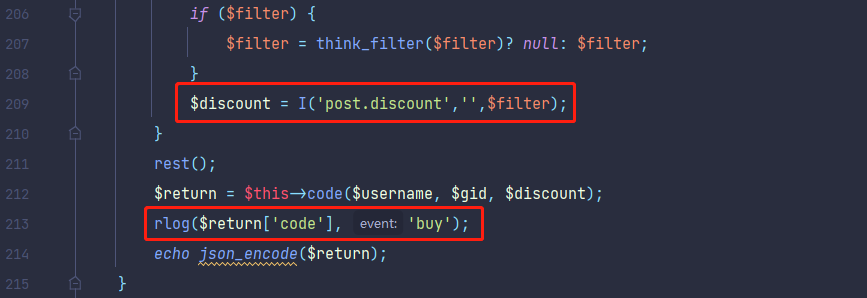 206 if ($filter) {
207 $filter = think_filter($filter)? null: $filter;
208 }
209 $discount = I('post.discount','',$filter);
210 }
211 rest();
212 $return = $this→code($username, $gid, $discount);
213 rlog($return['code'], event: 'buy');
214 echo json_encode($return);
215 }